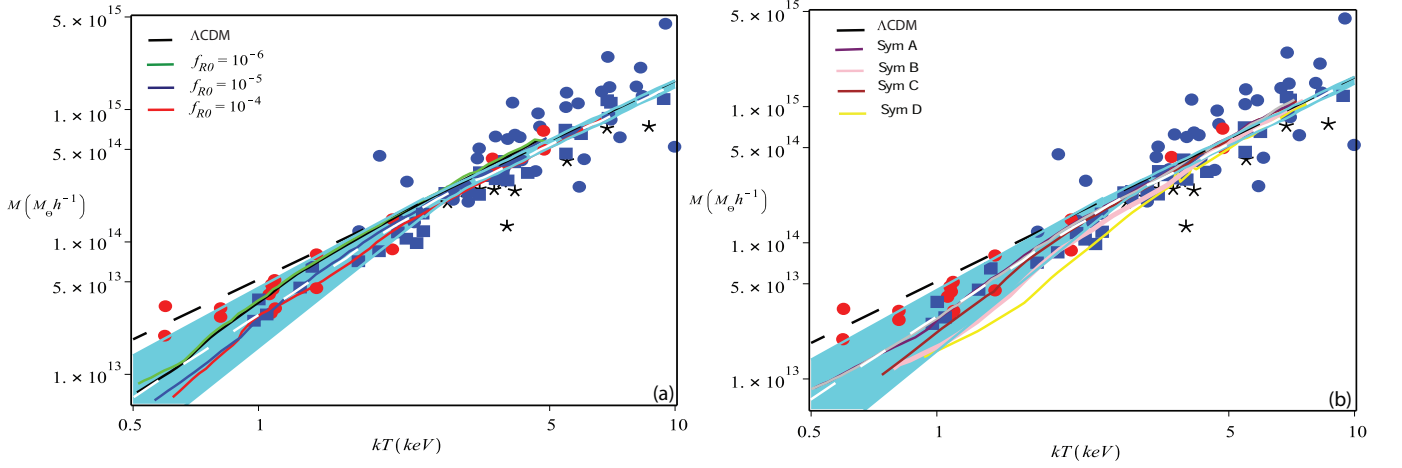 5. × 10^15
ΛCDM
f_R0 = 10^−6
f_R0 = 10^−5
f_R0 = 10^−4
1. × 10^15
5. × 10^14
M (M_Θ h^−1)
1. × 10^14
5. × 10^13
1. × 10^13
(a)
0.5 1 5 10
kT (keV)
5. × 10^15
ΛCDM
Sym A
Sym B
Sym C
Sym D
1. × 10^15
5. × 10^14
M (M_Θ h^−1)
1. × 10^14
5. × 10^13
1. × 10^13
(b)
0.5 1 5 10
kT (keV)